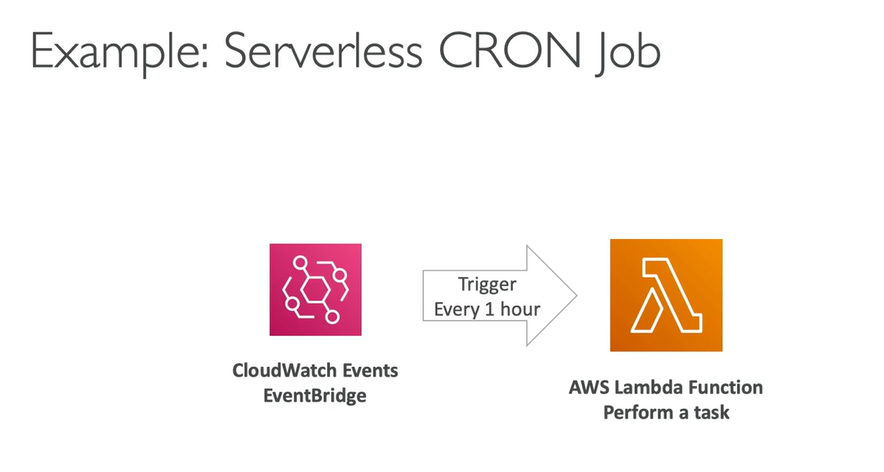 Example: Serverless CRON Job
Trigger
Every 1 hour
CloudWatch Events
EventBridge
AWS Lambda Function
Perform a task